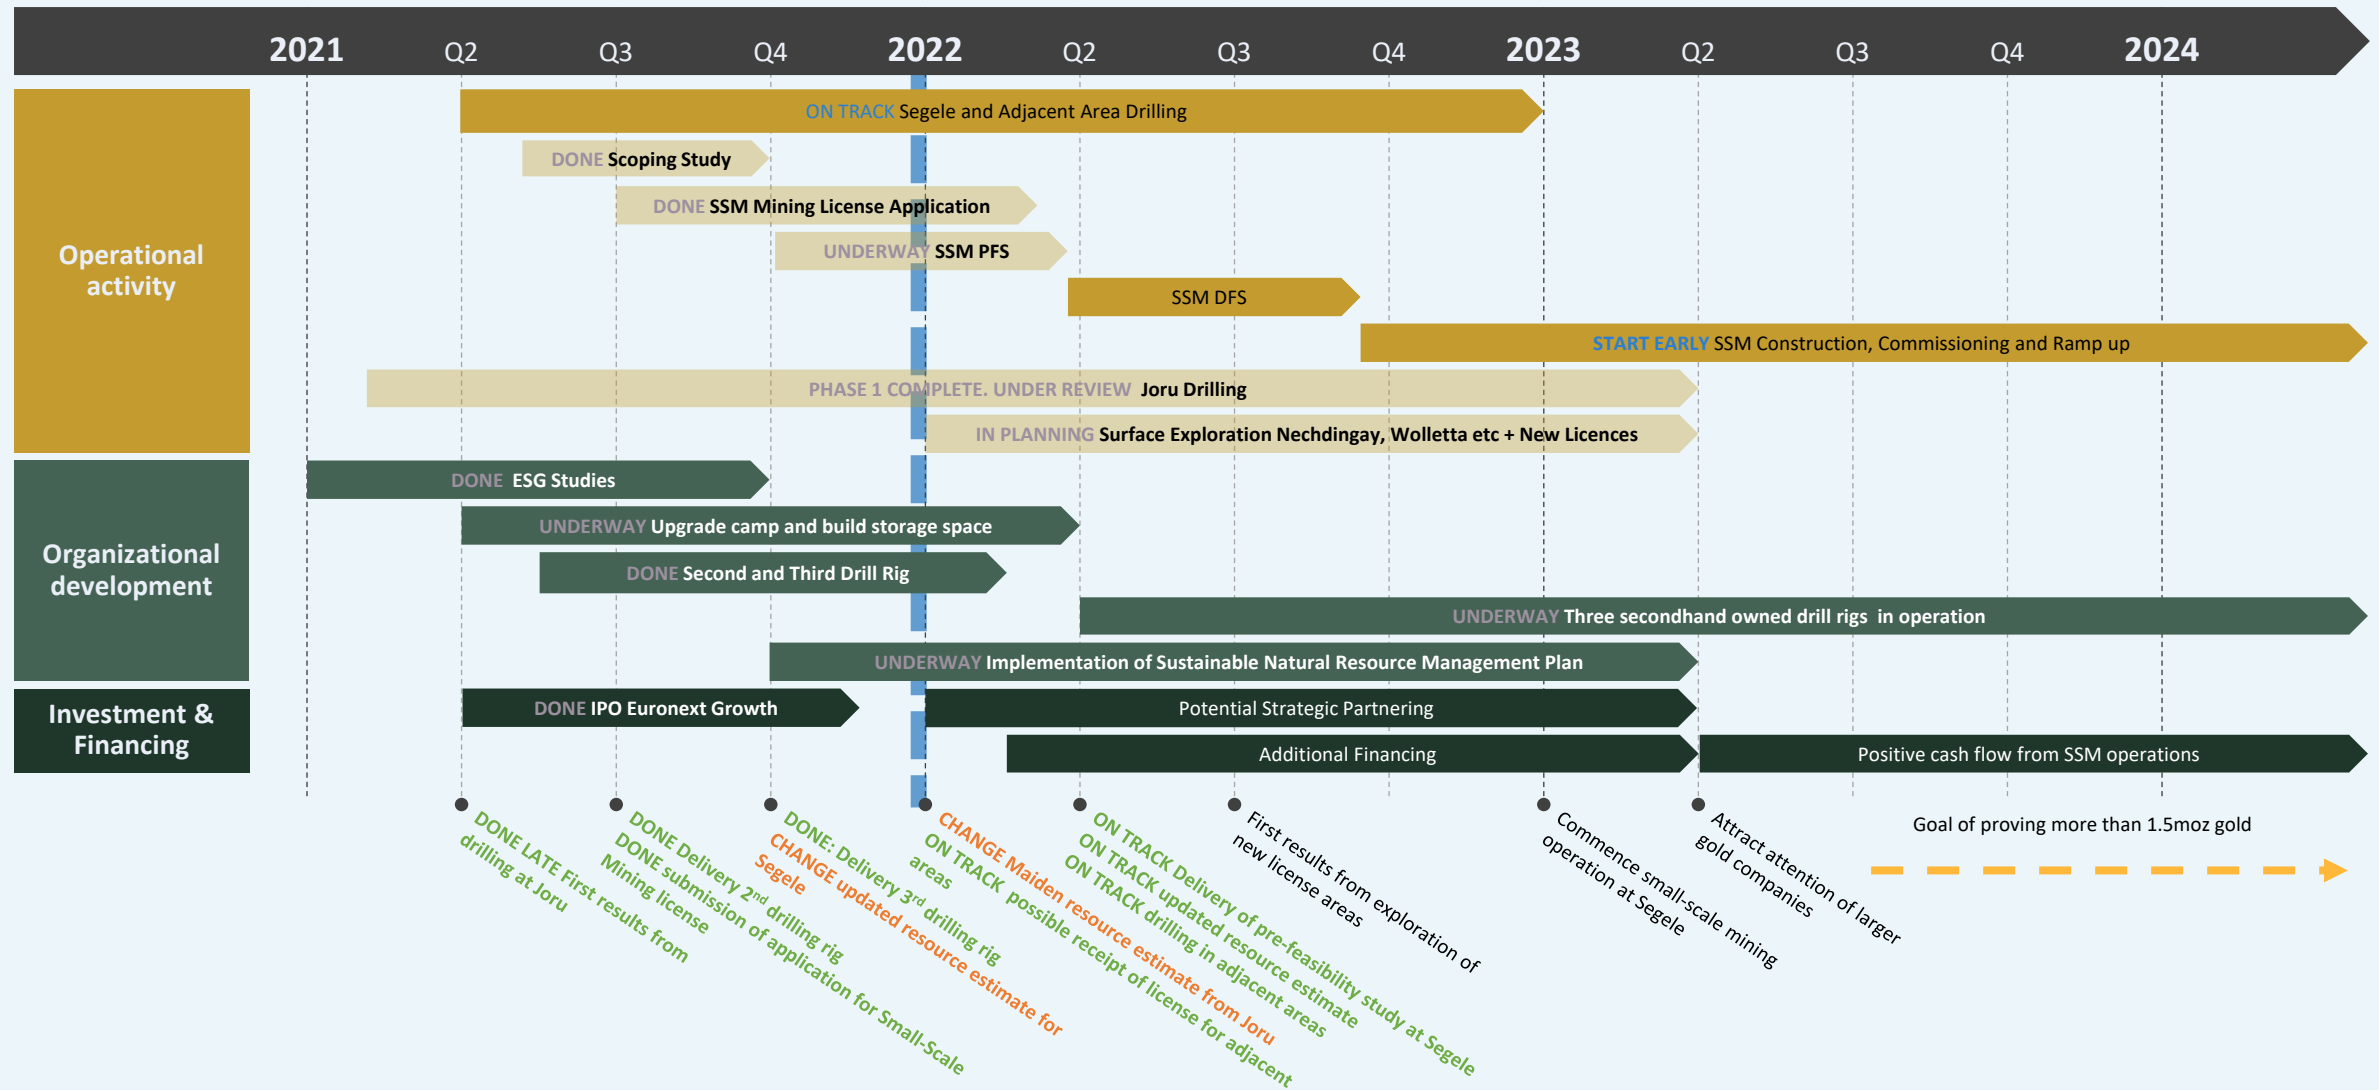 2021 Q2 Q3 Q4 2022 Q2 Q3 Q4 2023 Q2 Q3 Q4 2024
Operational
activity
ON TRACK Segele and Adjacent Area Drilling
DONE Scoping Study
DONE SSM Mining License Application
UNDERWAY SSM PFS
SSM DFS
START EARLY SSM Construction, Commissioning and Ramp up
PHASE 1 COMPLETE. UNDER REVIEW Joru Drilling
IN PLANNING Surface Exploration Nechdingay, Wolletta etc + New Licences
Organizational
development
DONE ESG Studies
UNDERWAY Upgrade camp and build storage space
DONE Second and Third Drill Rig
UNDERWAY Three secondhand owned drill rigs in operation
UNDERWAY Implementation of Sustainable Natural Resource Management Plan
Investment &
Financing
DONE IPO Euronext Growth
Potential Strategic Partnering
Additional Financing
Positive cash flow from SSM operations
DONE LATE First results from
drilling at Joru
DONE Delivery 2nd drilling rig
DONE submission of application for Small-Scale
Mining license
DONE: Delivery 3rd drilling rig
CHANGE updated resource estimate for
Segele
CHANGE Maiden resource estimate from Joru
ON TRACK possible receipt of license for adjacent
areas
ON TRACK Delivery of pre-feasibility study at Segele
ON TRACK updated resource estimate
ON TRACK drilling in adjacent areas
First results from exploration of
new license areas
Commence small-scale mining
operation at Segele
Attract attention of larger
gold companies
Goal of proving more than 1.5moz gold